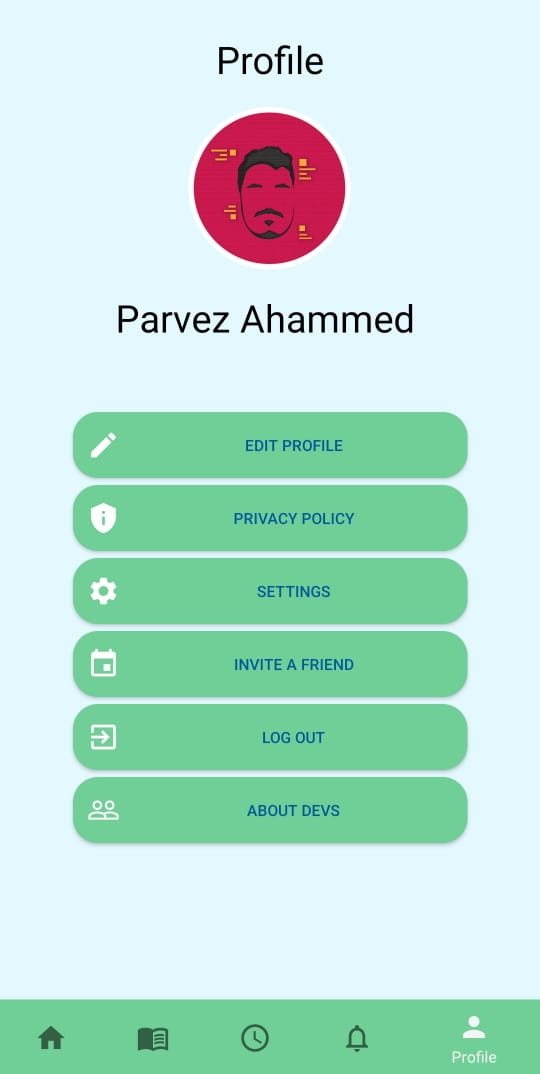 Profile
Parvez Ahammed
EDIT PROFILE
PRIVACY POLICY
SETTINGS
INVITE A FRIEND
LOG OUT
ABOUT DEVS
Profile